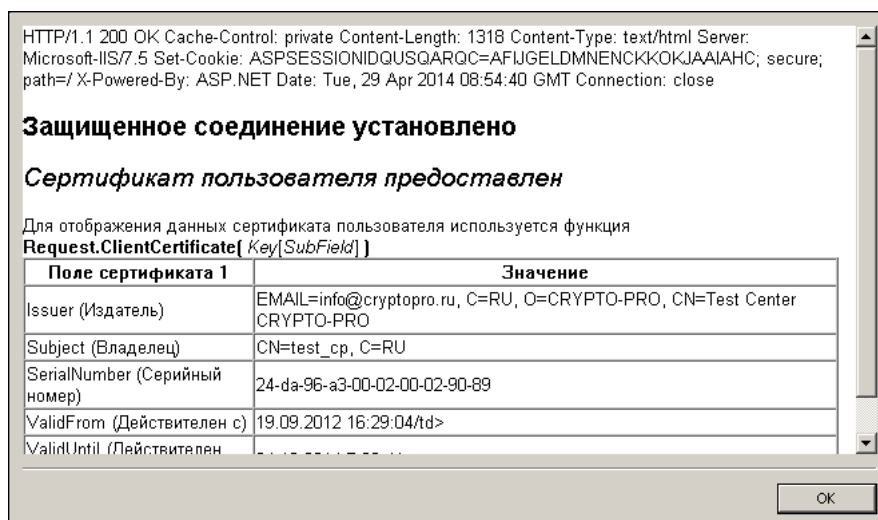 HTTP/1.1 200 OK Cache-Control: private Content-Length: 1318 Content-Type: text/html Server:
Microsoft-IIS/7.5 Set-Cookie: ASPSESSIONIDQUSQARQC=AFIJGELDMNENCKKOKJAAIAHC; secure;
path=/ X-Powered-By: ASP.NET Date: Tue, 29 Apr 2014 08:54:40 GMT Connection: close
Защищенное соединение установлено
Сертификат пользователя предоставлен
Для отображения данных сертификата пользователя используется функция
Request.ClientCertificate( Key[SubField] )
Поле сертификата 1 Значение
Issuer (Издатель) EMAIL=info@cryptopro.ru, C=RU, O=CRYPTO-PRO, CN=Test Center
CRYPTO-PRO
Subject (Владелец) CN=test_cp, C=RU
SerialNumber (Серийный
номер) 24-da-96-a3-00-02-00-02-90-89
ValidFrom (Действителен с) 19.09.2012 16:29:04/td>
ValidUntil (Действителен
OK